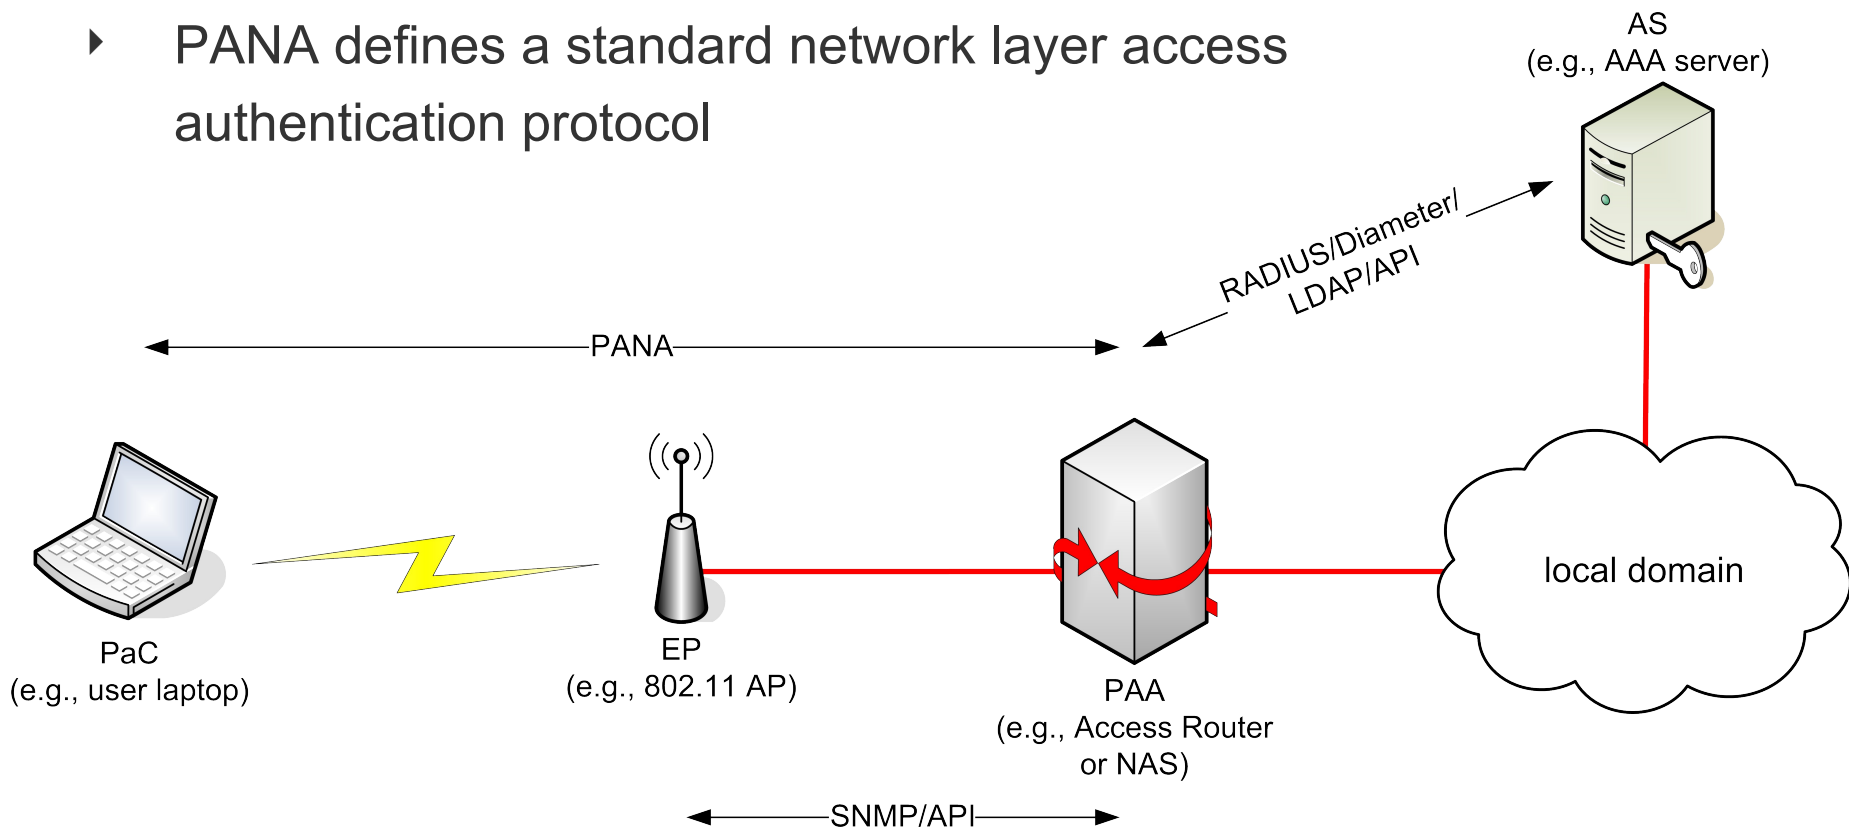 PANA defines a standard network layer access
authentication protocol
AS
(e.g., AAA server)
RADIUS/Diameter/
LDAP/API
PANA
PaC
(e.g., user laptop)
EP
(e.g., 802.11 AP)
PAA
(e.g., Access Router
or NAS)
local domain
SNMP/API